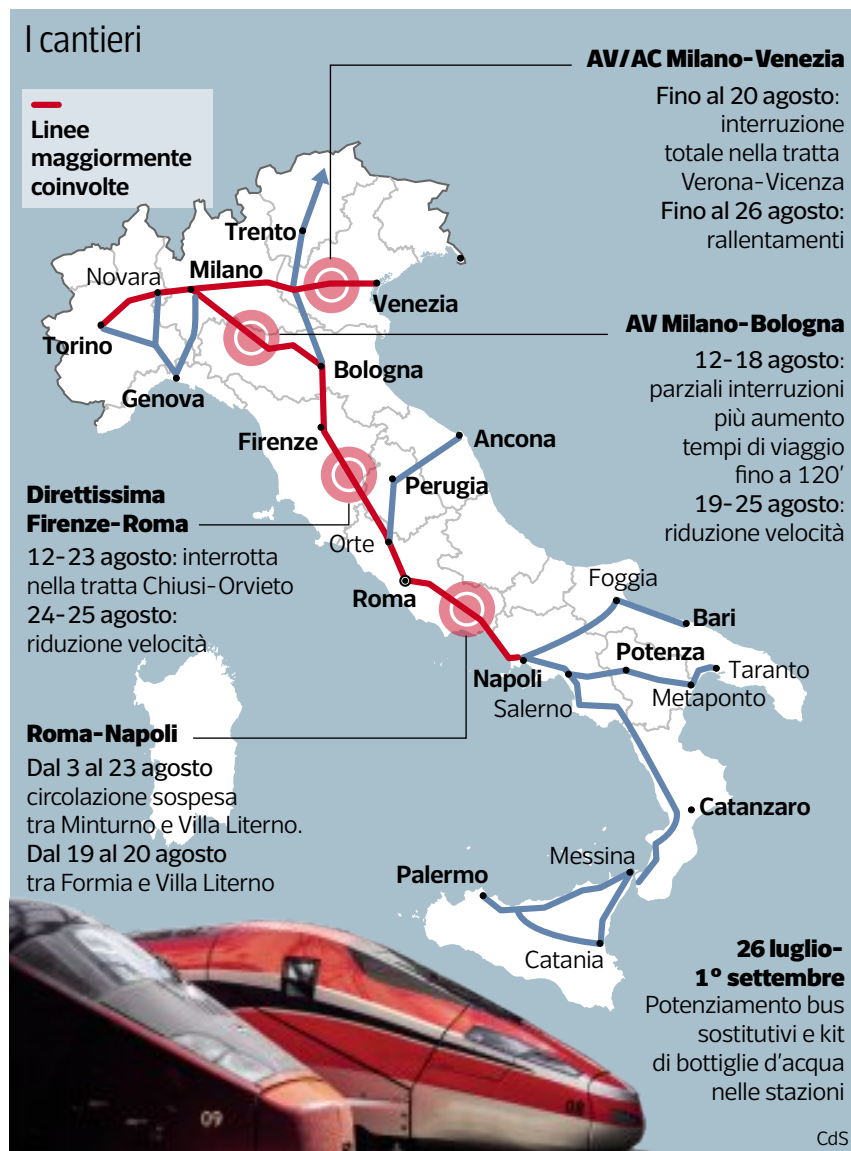 I cantieri
Linee
maggiormente
coinvolte
AV/AC Milano-Venezia
Fino al 20 agosto:
interruzione
totale nella tratta
Verona-Vicenza
Fino al 26 agosto:
rallentamenti
Trento
Novara
Milano
Venezia
Torino
Genova
Bologna
AV Milano-Bologna
12-18 agosto:
parziali interruzioni
più aumento
tempi di viaggio
fino a 120'
19-25 agosto:
riduzione velocità
Firenze
Ancona
Perugia
Orte
Roma
Direttissima
Firenze-Roma
12-23 agosto: interrotta
nella tratta Chiusi-Orvieto
24-25 agosto:
riduzione velocità
Foggia
Bari
Potenza
Taranto
Napoli
Salerno
Metaponto
Roma-Napoli
Dal 3 al 23 agosto
circolazione sospesa
tra Minturno e Villa Literno.
Dal 19 al 20 agosto
tra Formia e Villa Literno
Catanzaro
Messina
Palermo
Catania
26 luglio-
1° settembre
Potenziamento bus
sostitutivi e kit
di bottiglie d'acqua
nelle stazioni
09
08
CdS